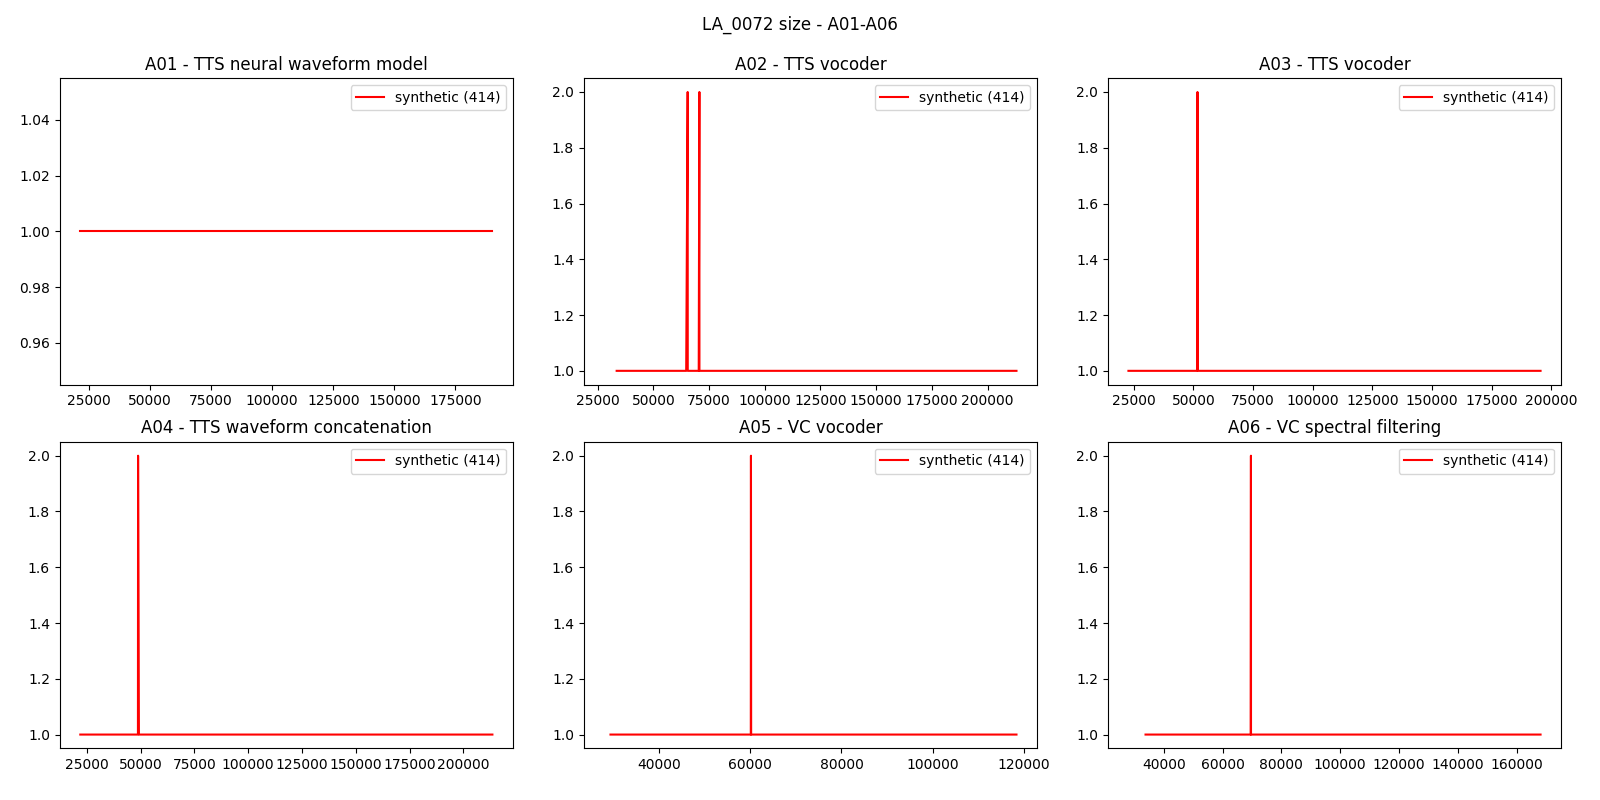 LA_0072 size - A01-A06
A01 - TTS neural waveform model
synthetic (414)
1.04
1.02
1.00
0.98
0.96
25000 50000 75000 100000 125000 150000 175000
A02 - TTS vocoder
synthetic (414)
2.0
1.8
1.6
1.4
1.2
1.0
25000 50000 75000 100000 125000 150000 175000 200000
A03 - TTS vocoder
synthetic (414)
2.0
1.8
1.6
1.4
1.2
1.0
25000 50000 75000 100000 125000 150000 175000 200000
A04 - TTS waveform concatenation
synthetic (414)
2.0
1.8
1.6
1.4
1.2
1.0
25000 50000 75000 100000 125000 150000 175000 200000
A05 - VC vocoder
synthetic (414)
2.0
1.8
1.6
1.4
1.2
1.0
40000 60000 80000 100000 120000
A06 - VC spectral filtering
synthetic (414)
2.0
1.8
1.6
1.4
1.2
1.0
40000 60000 80000 100000 120000 140000 160000